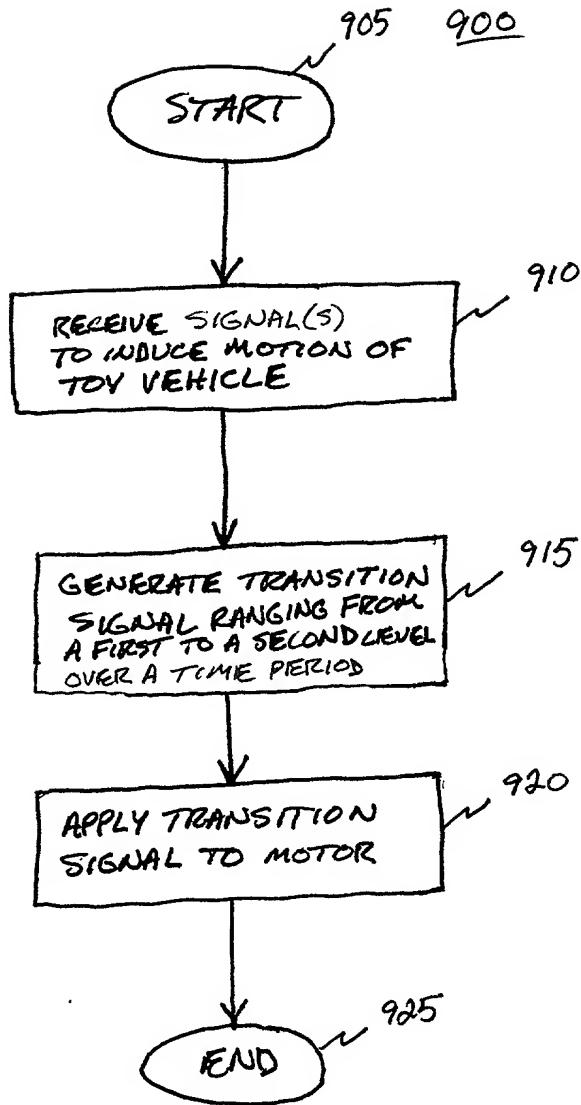 905 900
START
910
RECEIVE SIGNAL(S)
TO INDUCE MOTION OF
TOY VEHICLE
915
GENERATE TRANSITION
SIGNAL RANGING FROM
A FIRST TO A SECOND LEVEL
OVER A TIME PERIOD
920
APPLY TRANSITION
SIGNAL TO MOTOR
925
END